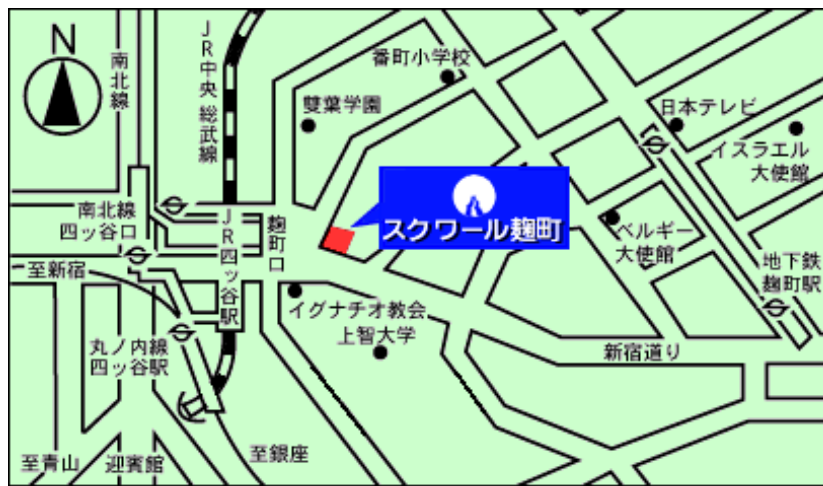 N
南北線
JR中央 総武線
番町小学校
雙葉学園
日本テレビ
イスラエル
大使館
南北線
四ッ谷口
JR四ッ谷駅
麹町口
スクワール麹町
ベルギー
大使館
地下鉄
麹町駅
至新宿
イグナチオ教会
上智大学
丸ノ内線
四ッ谷駅
新宿道り
至青山
迎賓館
至銀座